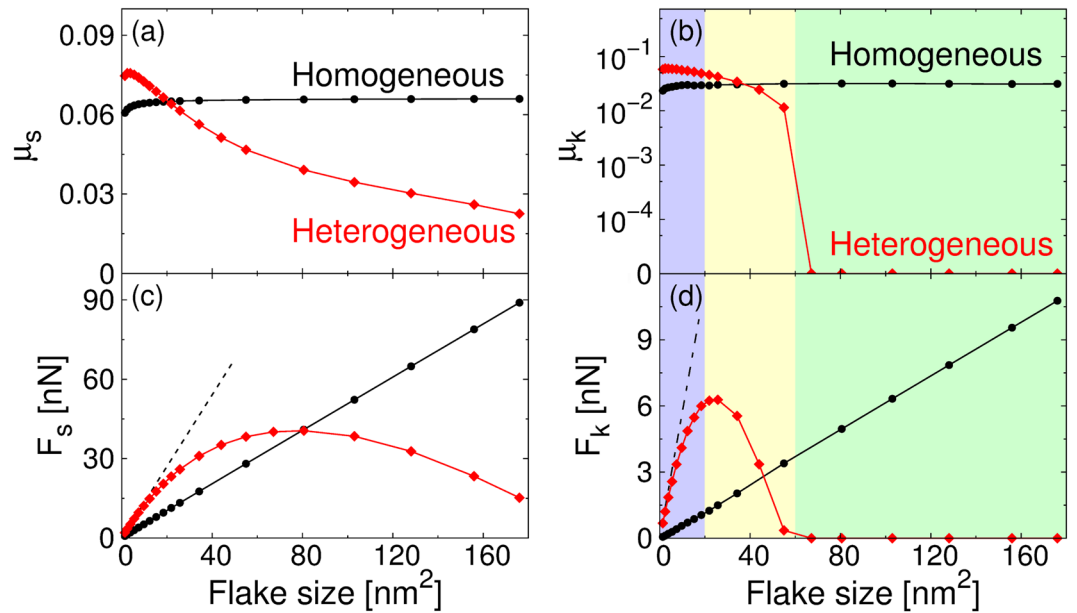 (a)
0.09
0.06
0.03
0
μs
Homogeneous
Heterogeneous
(b)
10⁻¹
10⁻²
10⁻³
10⁻⁴
0
μk
Homogeneous
Heterogeneous
(c)
90
60
30
0
Fs [nN]
0 40 80 120 160
Flake size [nm²]
(d)
9
6
3
0
Fk [nN]
0 40 80 120 160
Flake size [nm²]